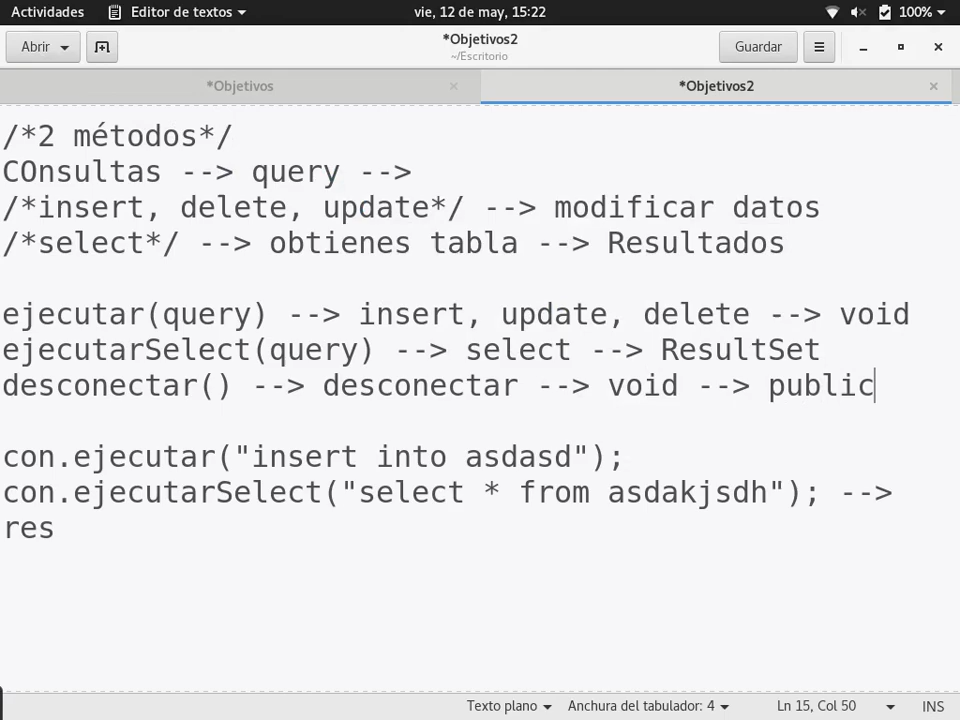 Actividades Editor de textos vie, 12 de may, 15:22 100%
Abrir *Objetivos2 Guardar
~/Escritorio
*Objetivos *Objetivos2
/*2 métodos*/
COnsultas --> query -->
/*insert, delete, update*/ --> modificar datos
/*select*/ --> obtienes tabla --> Resultados
ejecutar(query) --> insert, update, delete --> void
ejecutarSelect(query) --> select --> ResultSet
desconectar() --> desconectar --> void --> public
con.ejecutar("insert into asdasd");
con.ejecutarSelect("select * from asdakjsdh"); -->
res
Texto plano Anchura del tabulador: 4 Ln 15, Col 50 INS